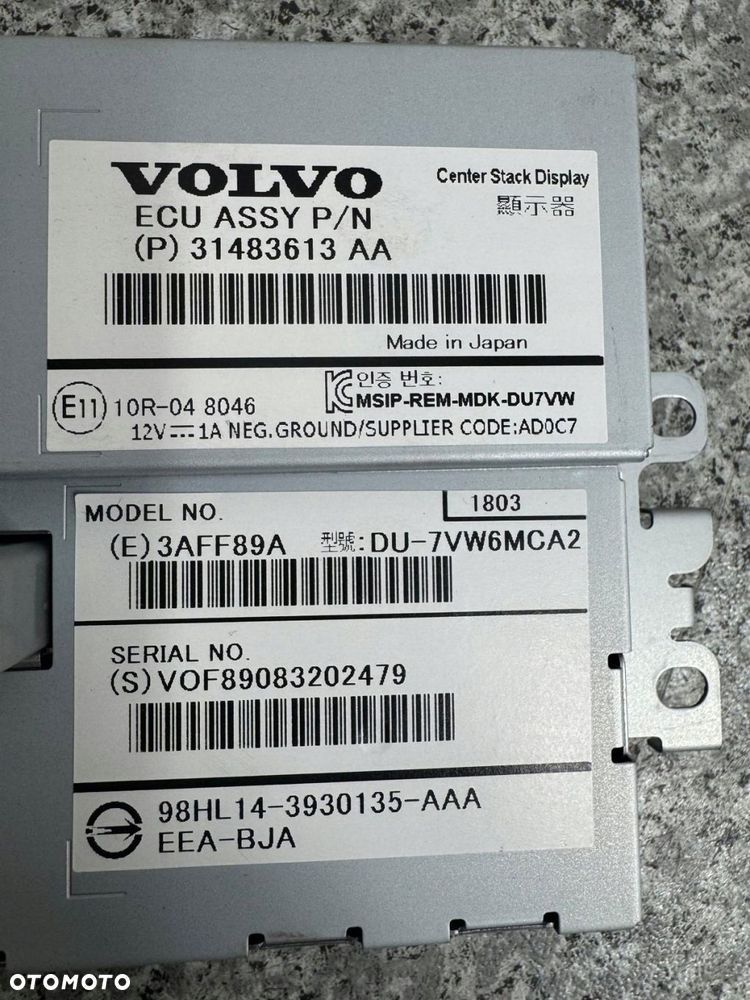 VOLVO
Center Stack Display
ECU ASSY P/N
顯示器
(P) 31483613 AA
Made in Japan
E11 10R-04 8046
인증 번호:
MSIP-REM-MDK-DU7VW
12V⎓1A NEG.GROUND/SUPPLIER CODE:AD0C7
MODEL NO.
1803
(E)3AFF89A 型號:DU-7VW6MCA2
SERIAL NO.
(S)VOF89083202479
98HL14-3930135-AAA
EEA-BJA
OTOMOTO